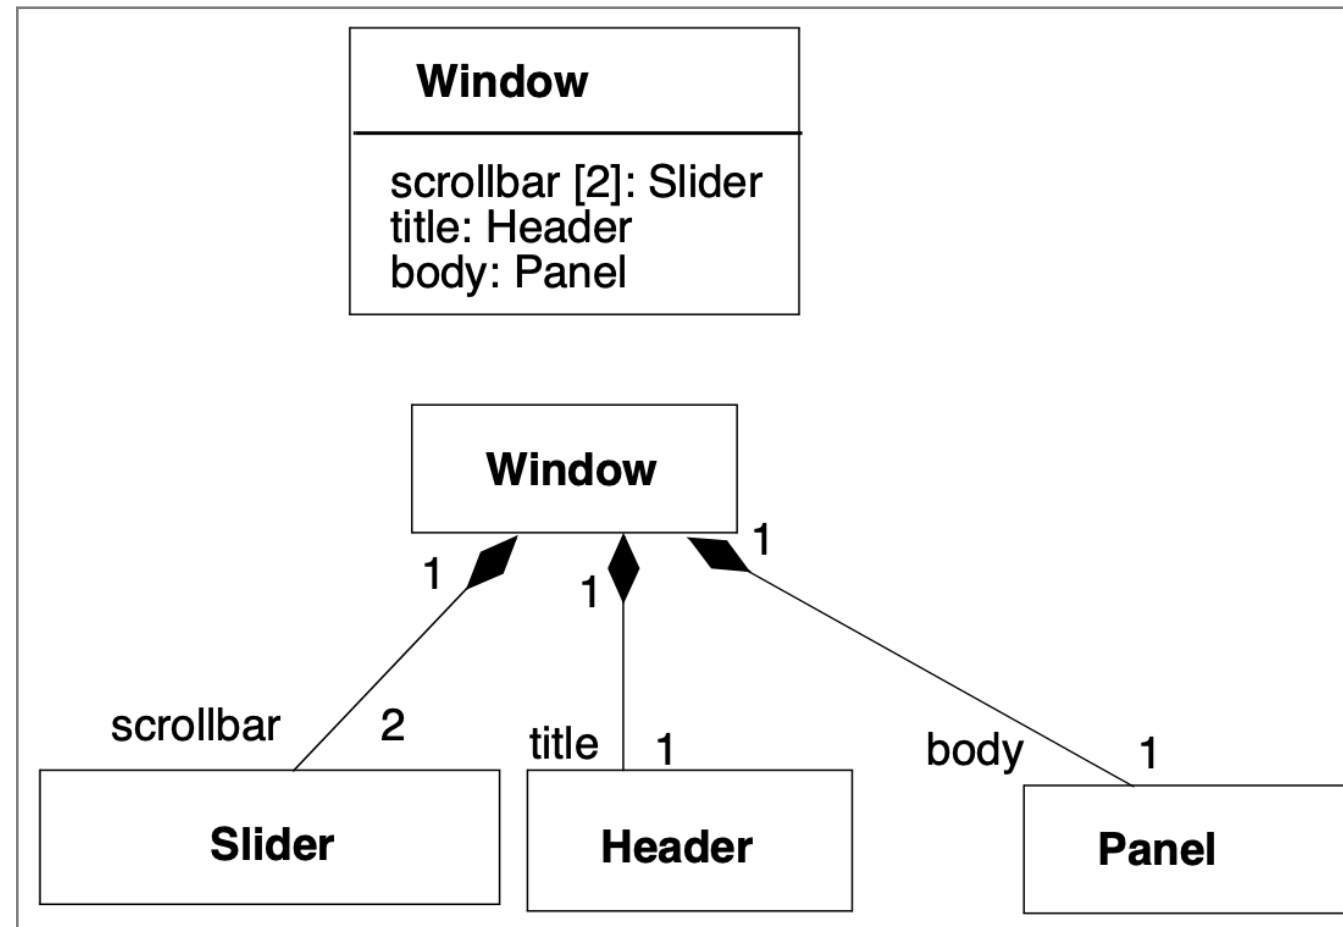 Window
scrollbar [2]: Slider
title: Header
body: Panel
Window
1
1
1
scrollbar
2
title
1
body
1
Slider
Header
Panel